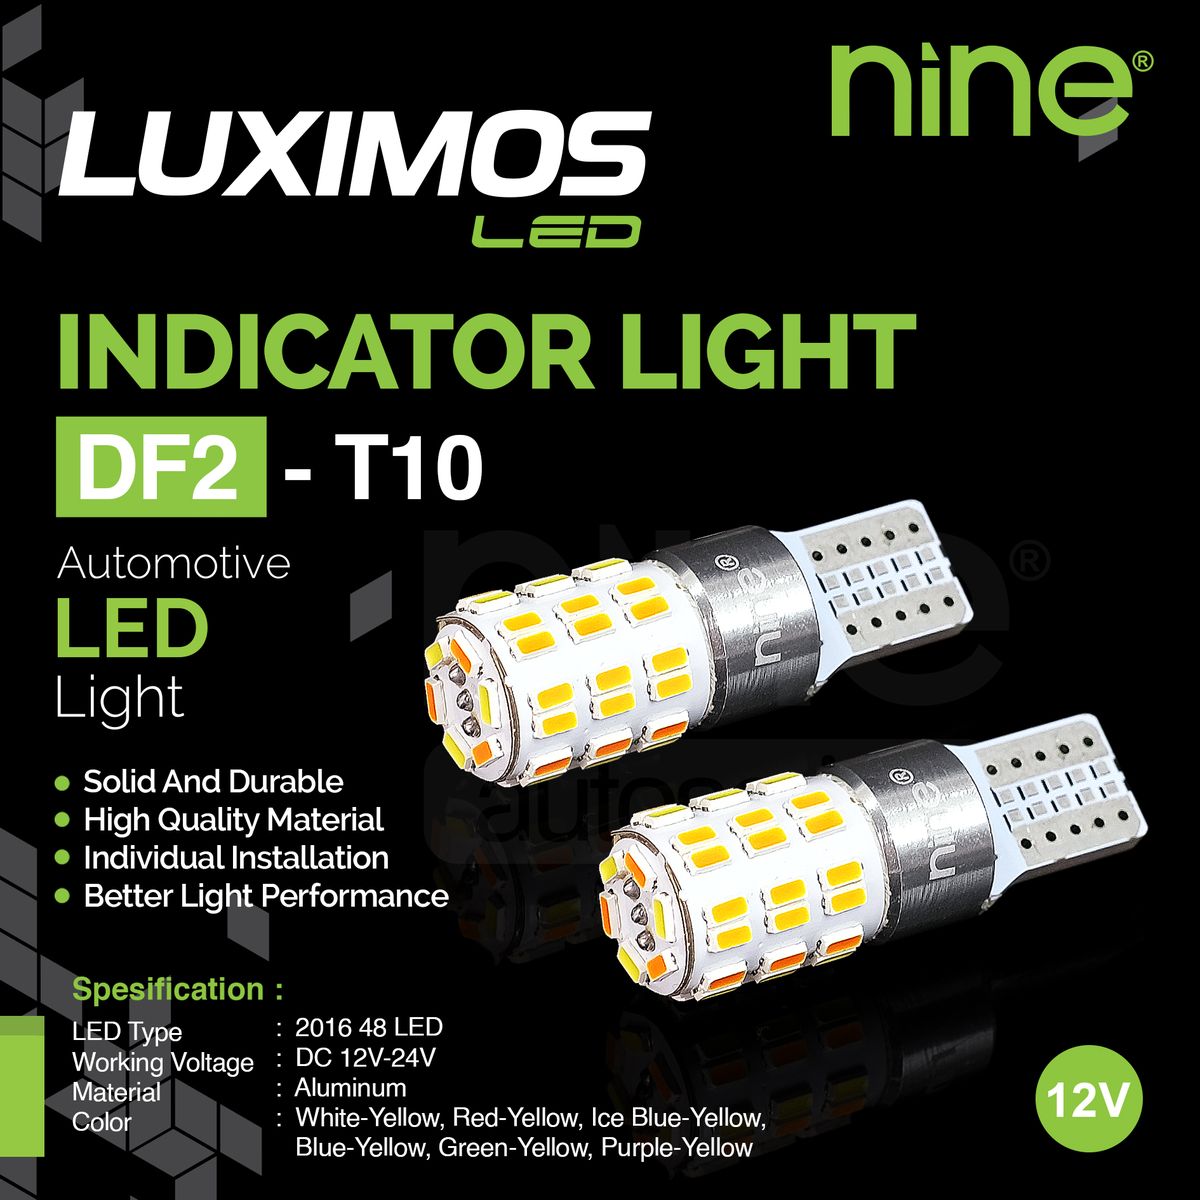 nine®
LUXIMOS
LED
INDICATOR LIGHT
DF2 - T10
Automotive
LED
Light
nine®
nine®
Solid And Durable
High Quality Material
Individual Installation
Better Light Performance
Spesification :
LED Type : 2016 48 LED
Working Voltage : DC 12V-24V
Material : Aluminum
Color : White-Yellow, Red-Yellow, Ice Blue-Yellow,
Blue-Yellow, Green-Yellow, Purple-Yellow
12V